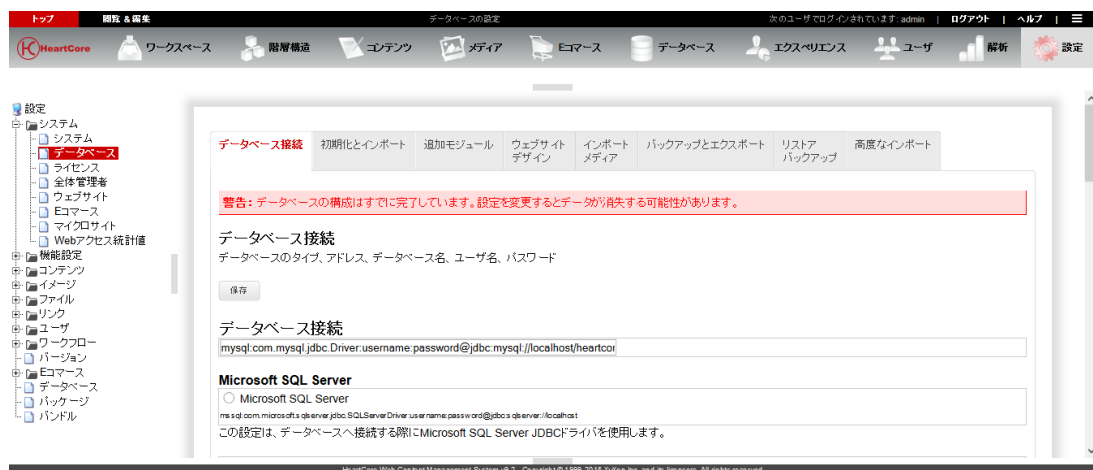 トップ 閲覧 & 編集 データベースの設定 次のユーザでログインされています: admin | ログアウト | ヘルプ |
HeartCore ワークスペース 階層構造 コンテンツ メディア Eコマース データベース エクスペリエンス ユーザ 解析 設定
設定
システム
システム
データベース
ライセンス
全体管理者
ウェブサイト
Eコマース
マイクロサイト
Webアクセス統計値
機能設定
コンテンツ
イメージ
ファイル
リンク
ユーザ
ワークフロー
バージョン
Eコマース
データベース
パッケージ
バンドル
データベース接続 初期化とインポート 追加モジュール ウェブサイト インポート バックアップとエクスポート リストア 高度なインポート
デザイン メディア バックアップ
警告: データベースの構成はすでに完了しています。設定を変更するとデータが消失する可能性があります。
データベース接続
データベースのタイプ、アドレス、データベース名、ユーザ名、パスワード
保存
データベース接続
mysql:com.mysql.jdbc.Driver:username:password@jdbc:mysql://localhost/heartcor
Microsoft SQL Server
Microsoft SQL Server
mssql:com.microsoft.sqlserver.jdbc.SQLServerDriver:username:password@jdbc:sqlserver://localhost
この設定は、データベースへ接続する際にMicrosoft SQL Server JDBCドライバを使用します。